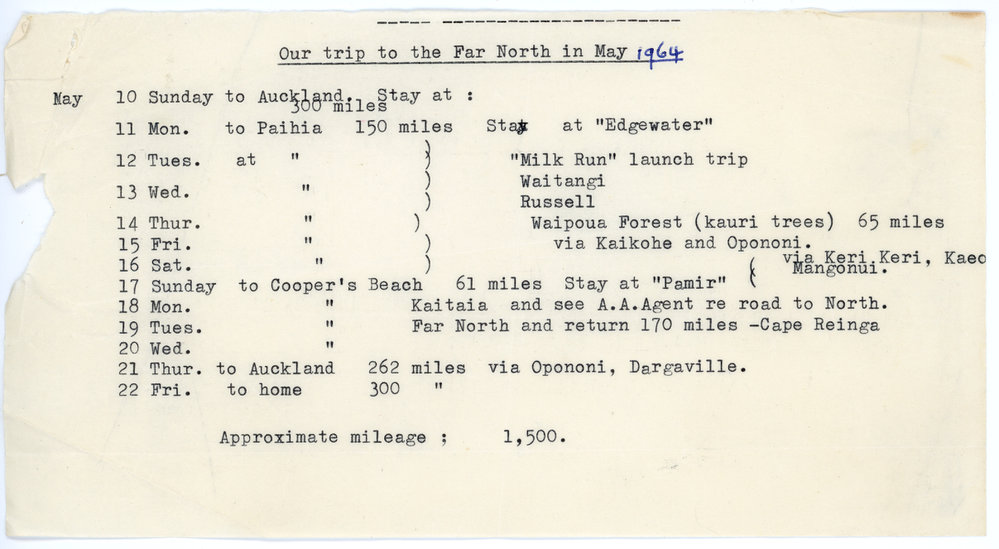 Our trip to the Far North in May 1964
May 10 Sunday to Auckland. Stay at :
300 miles
11 Mon. to Paihia 150 miles Stay at "Edgewater"
12 Tues. at " ) "Milk Run" launch trip
13 Wed. " ) Waitangi
) Russell
14 Thur. " ) Waipoua Forest (kauri trees) 65 miles
15 Fri. " ) via Kaikohe and Opononi.
16 Sat. " ) ( via Keri Keri, Kaeo
Mangonui.
17 Sunday to Cooper's Beach 61 miles Stay at "Pamir"
18 Mon. " Kaitaia and see A.A.Agent re road to North.
19 Tues. " Far North and return 170 miles -Cape Reinga
20 Wed. "
21 Thur. to Auckland 262 miles via Opononi, Dargaville.
22 Fri. to home 300 "
Approximate mileage ; 1,500.